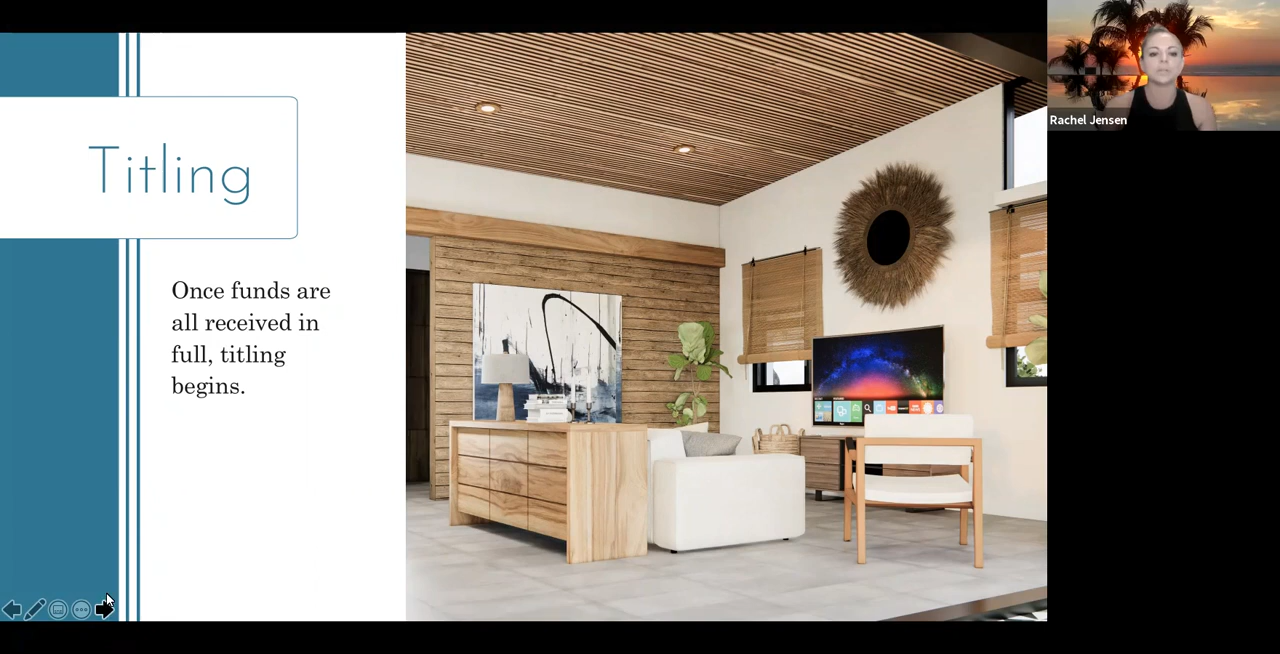 Titling
Once funds are
all received in
full, titling
begins.
Rachel Jensen